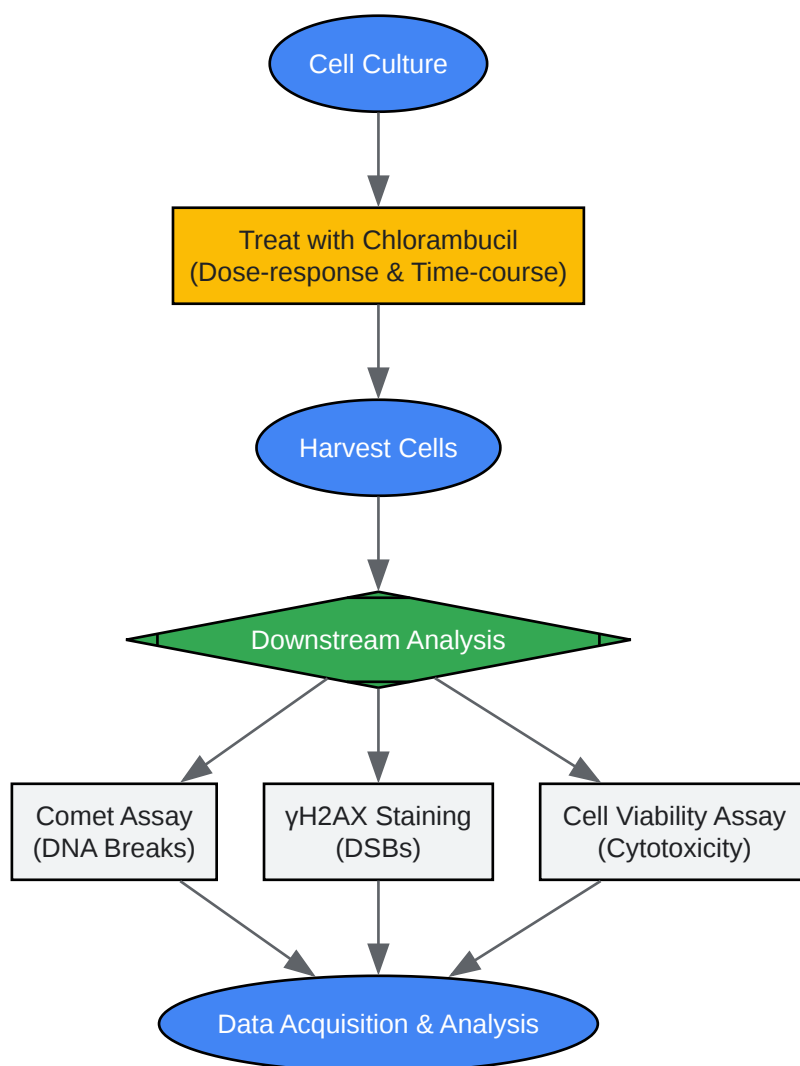 Cell Culture
Treat with Chlorambucil
(Dose-response & Time-course)
Harvest Cells
Downstream Analysis
Comet Assay
(DNA Breaks)
γH2AX Staining
(DSBs)
Cell Viability Assay
(Cytotoxicity)
Data Acquisition & Analysis